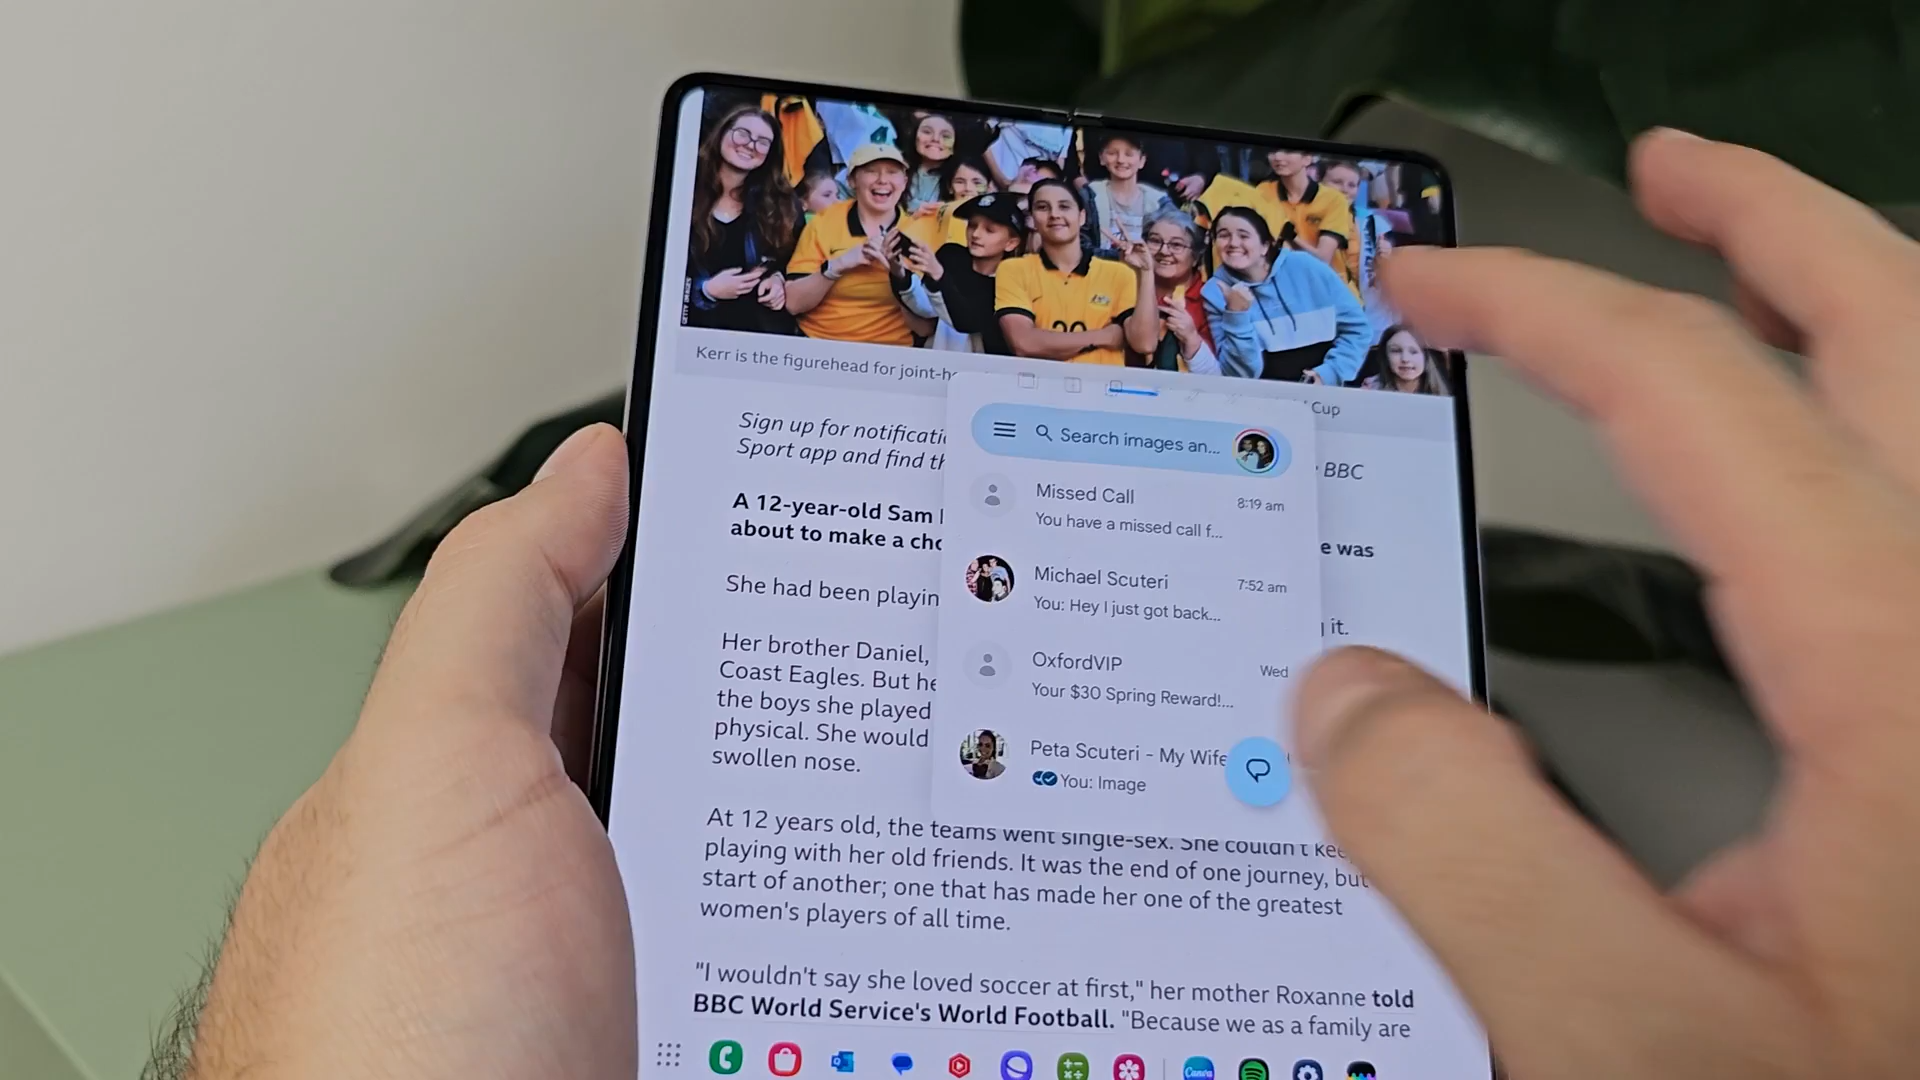 GETTY IMAGES
20
Kerr is the figurehead for joint-h
Cup
Sign up for notificati
BBC
Sport app and find th
A 12-year-old Sam
e was
about to make a cho
She had been playin
it.
Her brother Daniel,
Coast Eagles. But he
the boys she played
physical. She would
swollen nose.
Search images an...
Missed Call
8:19 am
You have a missed call f...
Michael Scuteri
7:52 am
You: Hey I just got back...
OxfordVIP
Wed
Your $30 Spring Reward!...
Peta Scuteri - My Wife
You: Image
At 12 years old, the teams went single-sex. She couldn't kee
playing with her old friends. It was the end of one journey, but
start of another; one that has made her one of the greatest
women's players of all time.
"I wouldn't say she loved soccer at first," her mother Roxanne told
BBC World Service's World Football. "Because we as a family are
Canva